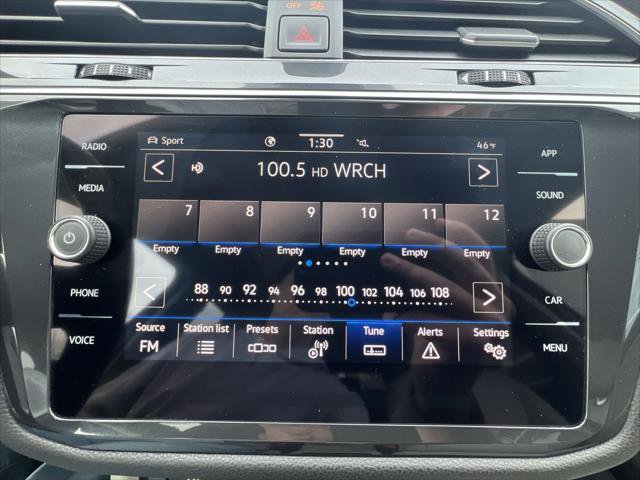 OFF
RADIO
MEDIA
PHONE
VOICE
Sport 1:30 46°F
100.5 HD WRCH
7 8 9 10 11 12
Empty Empty Empty Empty Empty Empty
88 90 92 94 96 98 100 102 104 106 108
Source Station list Presets Station Tune Alerts Settings
FM
APP
SOUND
CAR
MENU